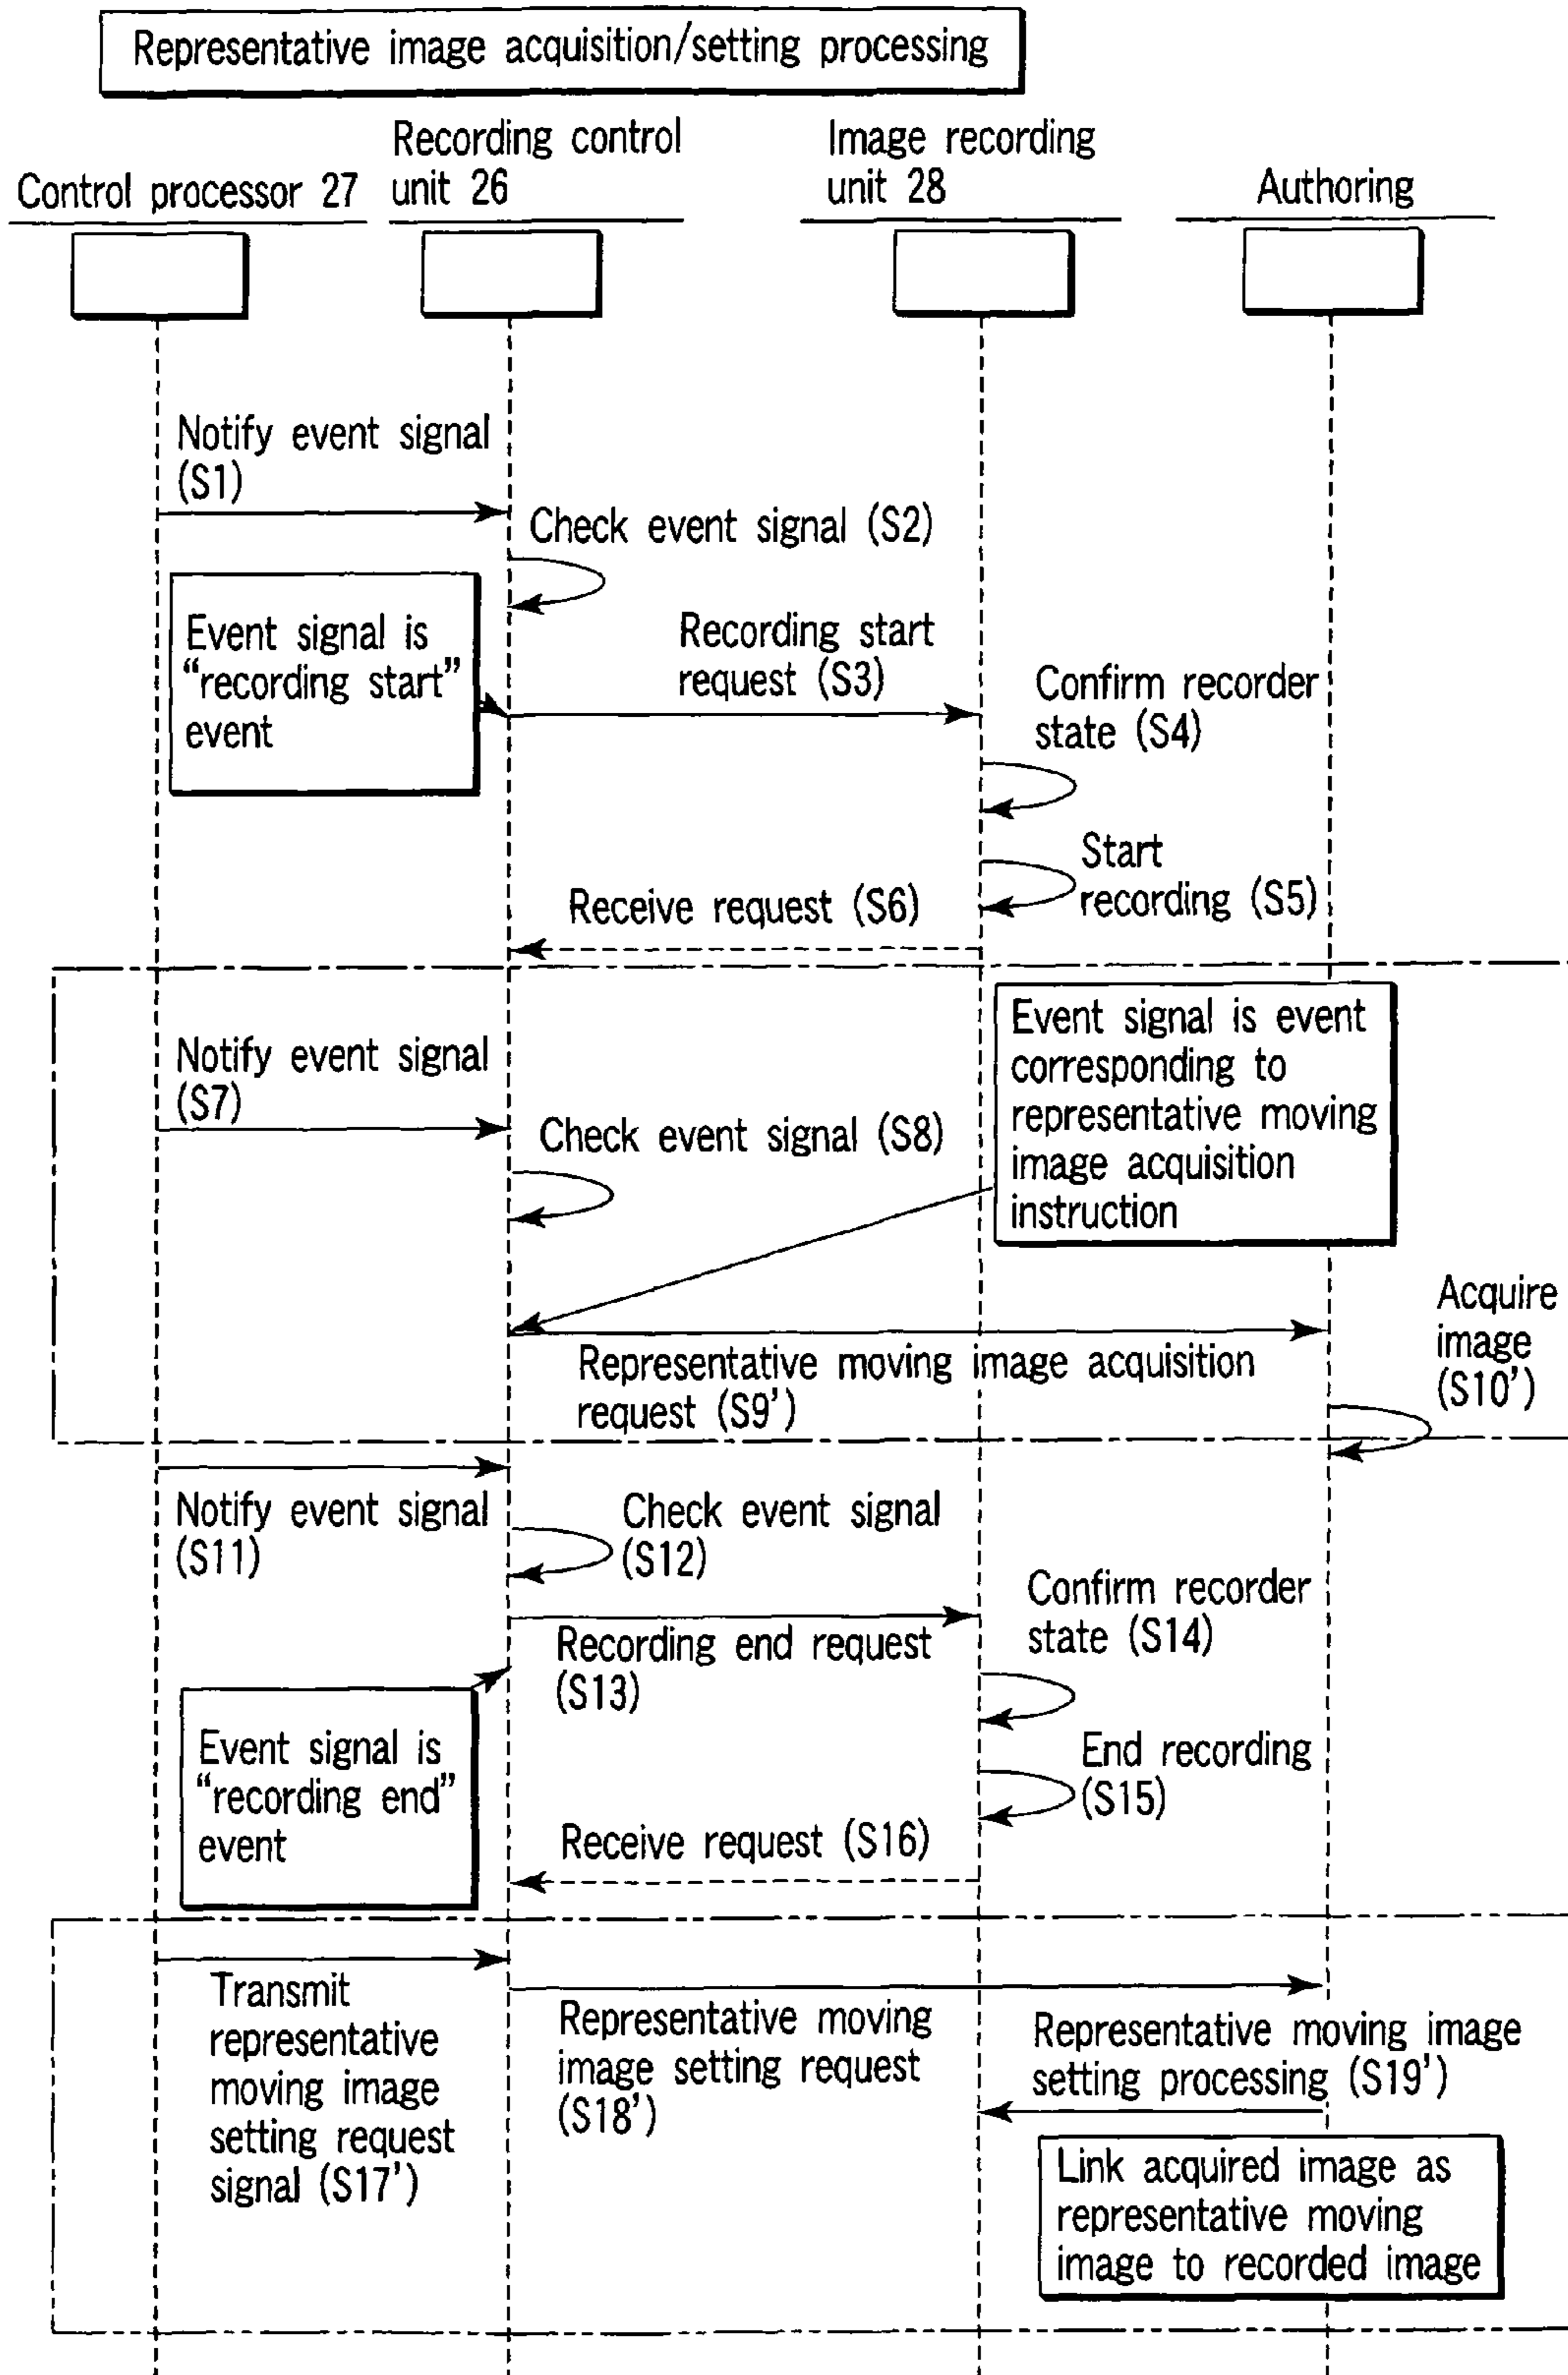 Representative image acquisition/setting processing
Control processor 27
Recording control
unit 26
Image recording
unit 28
Authoring
Notify event signal
(S1)
Check event signal (S2)
Event signal is
“recording start”
event
Recording start
request (S3)
Confirm recorder
state (S4)
Start
recording (S5)
Receive request (S6)
Event signal is event
corresponding to
representative moving
image acquisition
instruction
Notify event signal
(S7)
Check event signal (S8)
Representative moving image acquisition
request (S9')
Acquire
image
(S10')
Notify event signal
(S11)
Check event signal
(S12)
Recording end request
(S13)
Confirm recorder
state (S14)
Event signal is
“recording end”
event
End recording
(S15)
Receive request (S16)
Transmit
representative
moving image
setting request
signal (S17')
Representative moving
image setting request
(S18')
Representative moving image
setting processing (S19')
Link acquired image as
representative moving
image to recorded image